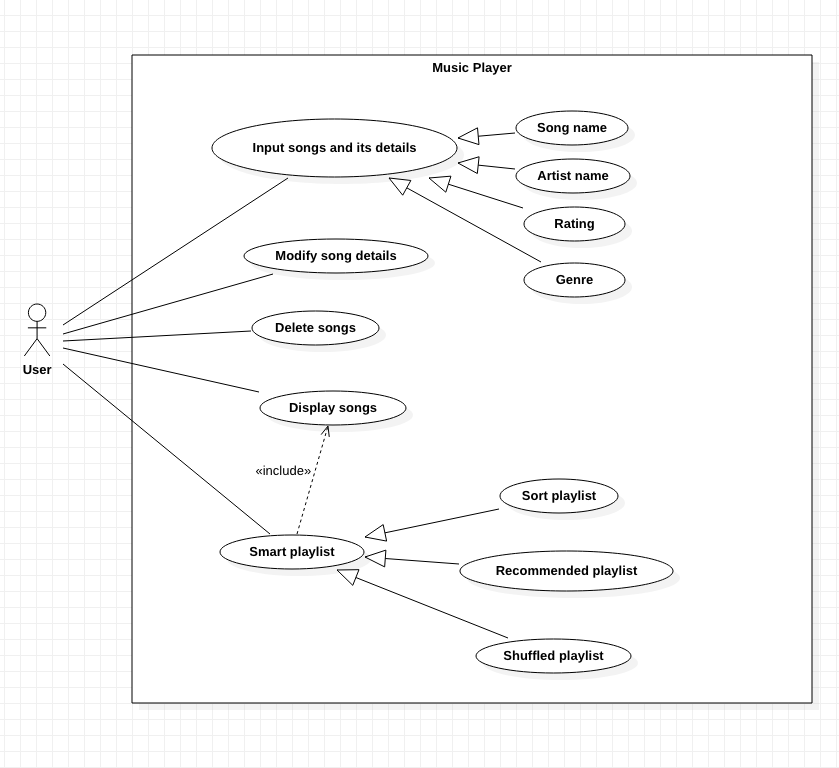 Music Player
Input songs and its details
Song name
Artist name
Rating
Genre
Modify song details
Delete songs
User
Display songs
«include»
Sort playlist
Smart playlist
Recommended playlist
Shuffled playlist